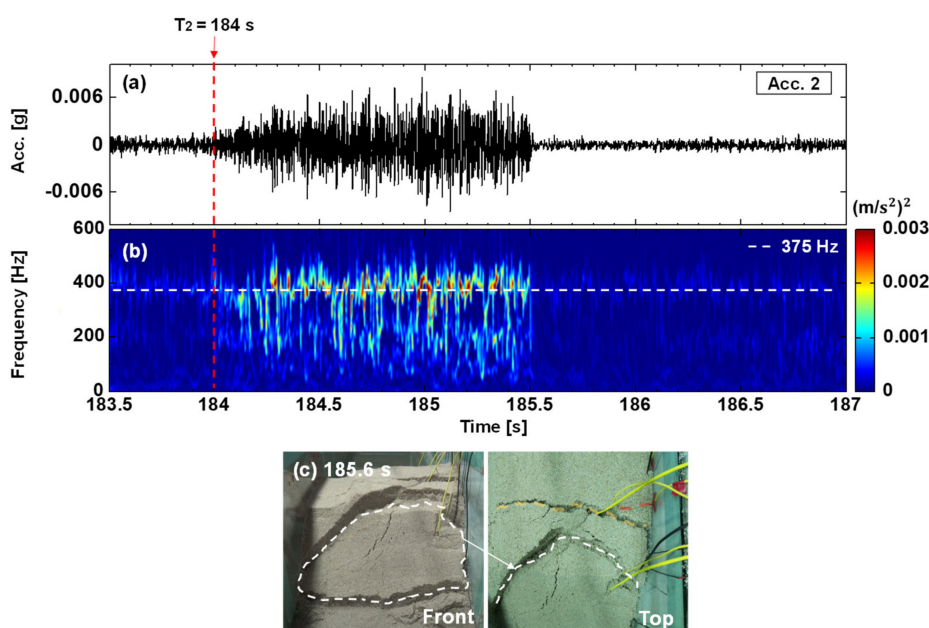 T₂ = 184 s
(a)
Acc. 2
0.006
0
-0.006
Acc. [g]
(m/s²)²
600
400
200
0
Frequency [Hz]
(b)
375 Hz
0.003
0.002
0.001
0
183.5 184 184.5 185 185.5 186 186.5 187
Time [s]
(c) 185.6 s
Front
Top